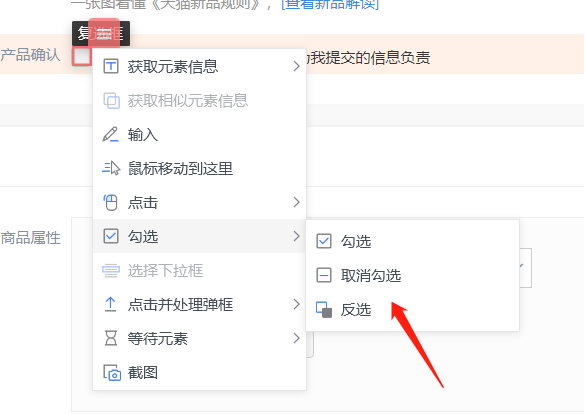 一张图看懂《天猫新品规则》，[查看新品解读]
复选框
产品确认
我提交的信息负责
获取元素信息
获取相似元素信息
输入
鼠标移动到这里
点击
商品属性
勾选
勾选
选择下拉框
取消勾选
点击并处理弹框
反选
等待元素
截图